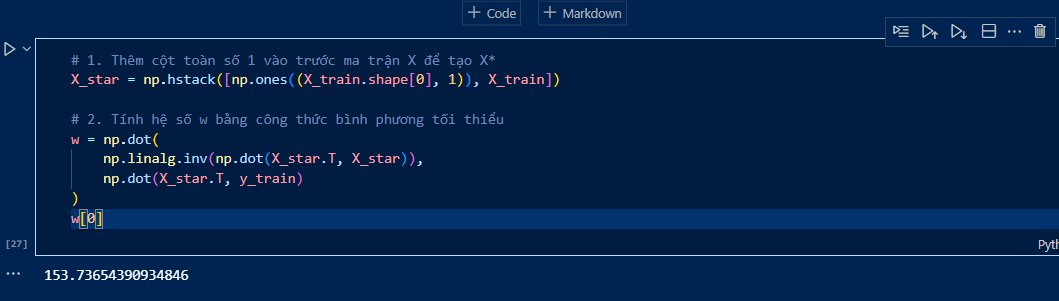 + Code + Markdown
# 1. Thêm cột toàn số 1 vào trước ma trận X để tạo X*
X_star = np.hstack([np.ones((X_train.shape[0], 1)), X_train])
# 2. Tính hệ số w bằng công thức bình phương tối thiểu
w = np.dot(
    np.linalg.inv(np.dot(X_star.T, X_star)),
    np.dot(X_star.T, y_train)
)
w[0]
[27]
Pyth
... 153.73654390934846